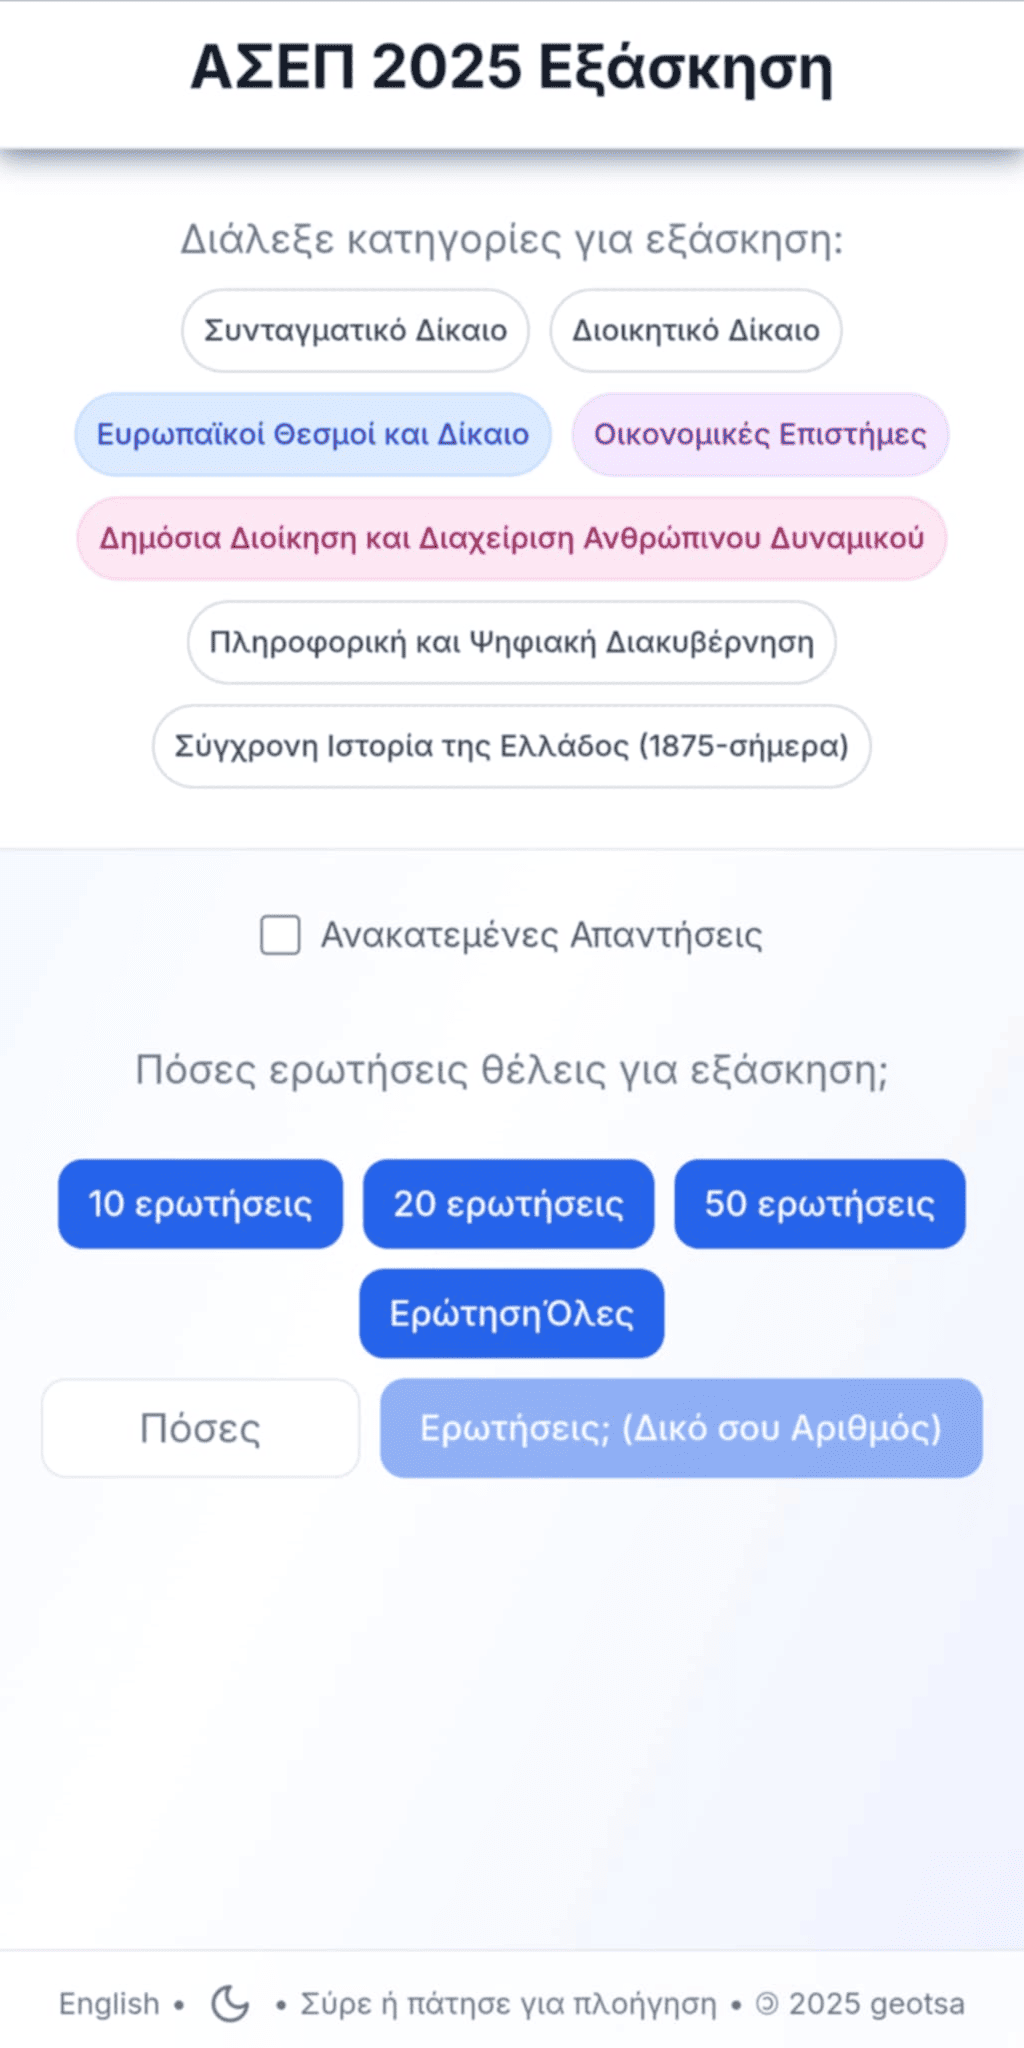 ΑΣΕΠ 2025 Εξάσκηση
Διάλεξε κατηγορίες για εξάσκηση:
Συνταγματικό Δίκαιο Διοικητικό Δίκαιο
Ευρωπαϊκοί Θεσμοί και Δίκαιο Οικονομικές Επιστήμες
Δημόσια Διοίκηση και Διαχείριση Ανθρώπινου Δυναμικού
Πληροφορική και Ψηφιακή Διακυβέρνηση
Σύγχρονη Ιστορία της Ελλάδος (1875-σήμερα)
Ανακατεμένες Απαντήσεις
Πόσες ερωτήσεις θέλεις για εξάσκηση;
10 ερωτήσεις 20 ερωτήσεις 50 ερωτήσεις
ΕρώτησηΌλες
Πόσες Ερωτήσεις; (Δικό σου Αριθμός)
English • • Σύρε ή πάτησε για πλοήγηση • 🄯 2025 geotsa